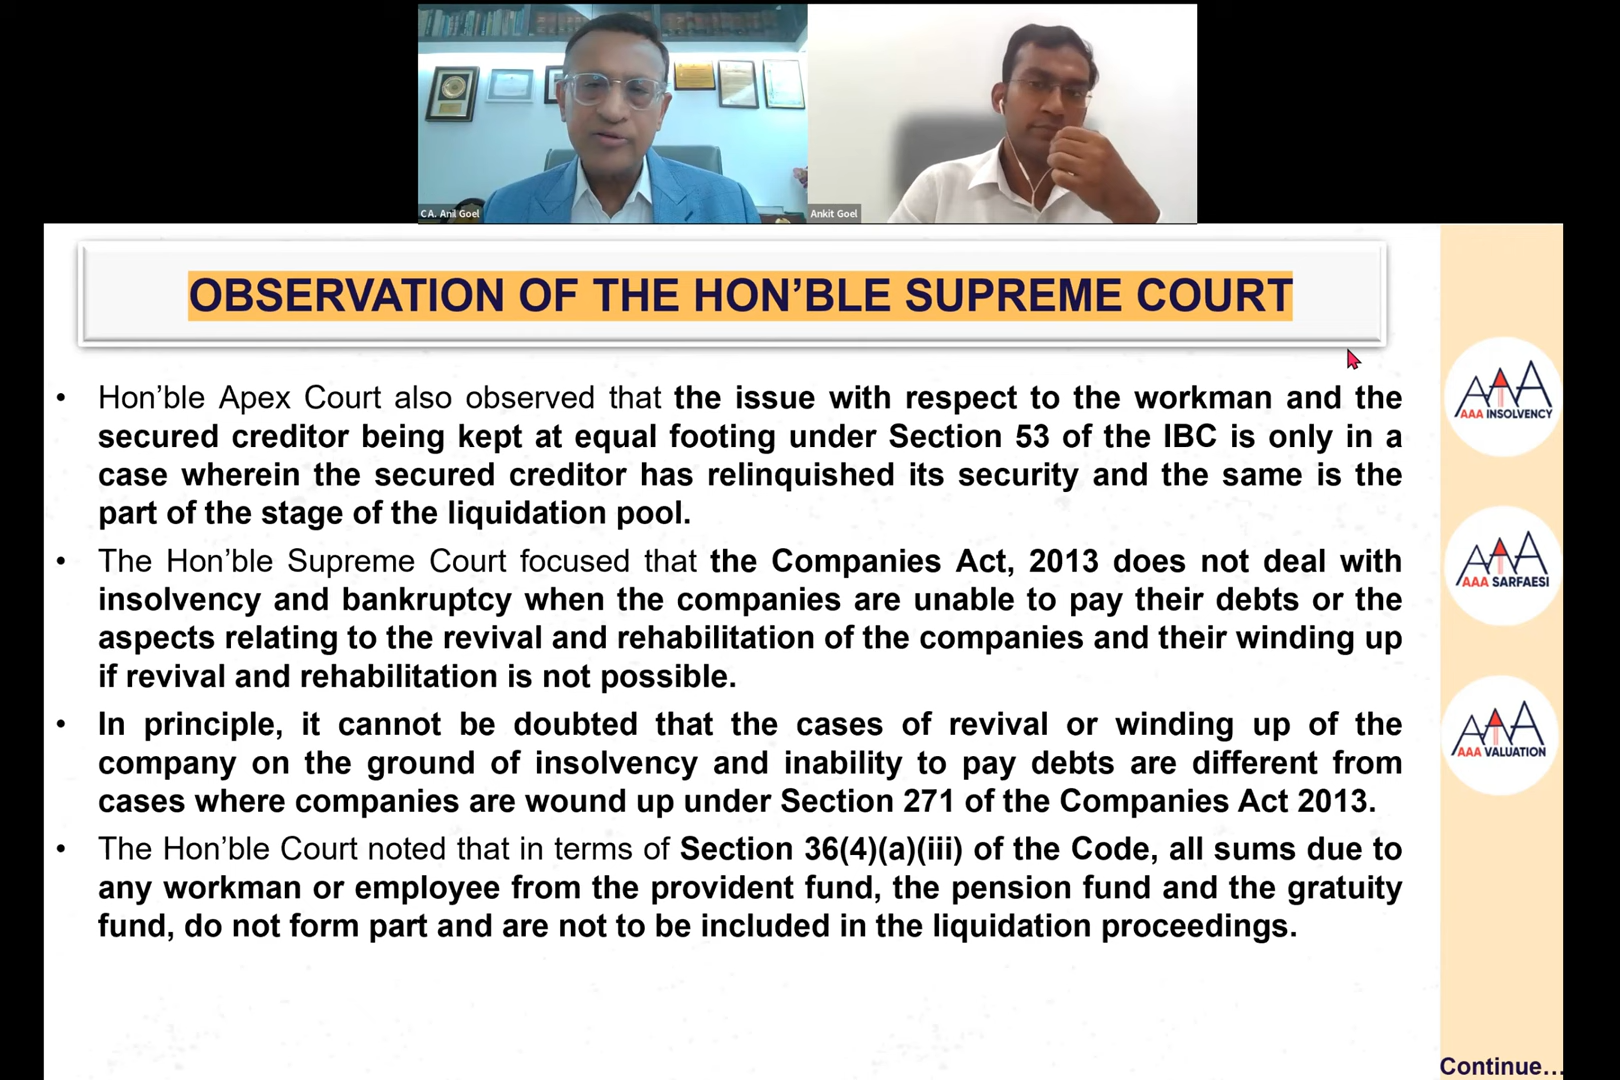 CA. Anil Goel
Ankit Goel
OBSERVATION OF THE HON’BLE SUPREME COURT
• Hon’ble Apex Court also observed that the issue with respect to the workman and the
secured creditor being kept at equal footing under Section 53 of the IBC is only in a
case wherein the secured creditor has relinquished its security and the same is the
part of the stage of the liquidation pool.
• The Hon’ble Supreme Court focused that the Companies Act, 2013 does not deal with
insolvency and bankruptcy when the companies are unable to pay their debts or the
aspects relating to the revival and rehabilitation of the companies and their winding up
if revival and rehabilitation is not possible.
• In principle, it cannot be doubted that the cases of revival or winding up of the
company on the ground of insolvency and inability to pay debts are different from
cases where companies are wound up under Section 271 of the Companies Act 2013.
• The Hon’ble Court noted that in terms of Section 36(4)(a)(iii) of the Code, all sums due to
any workman or employee from the provident fund, the pension fund and the gratuity
fund, do not form part and are not to be included in the liquidation proceedings.
AAA
AAA INSOLVENCY
AAA
AAA SARFAESI
AAA
AAA VALUATION
Continue…